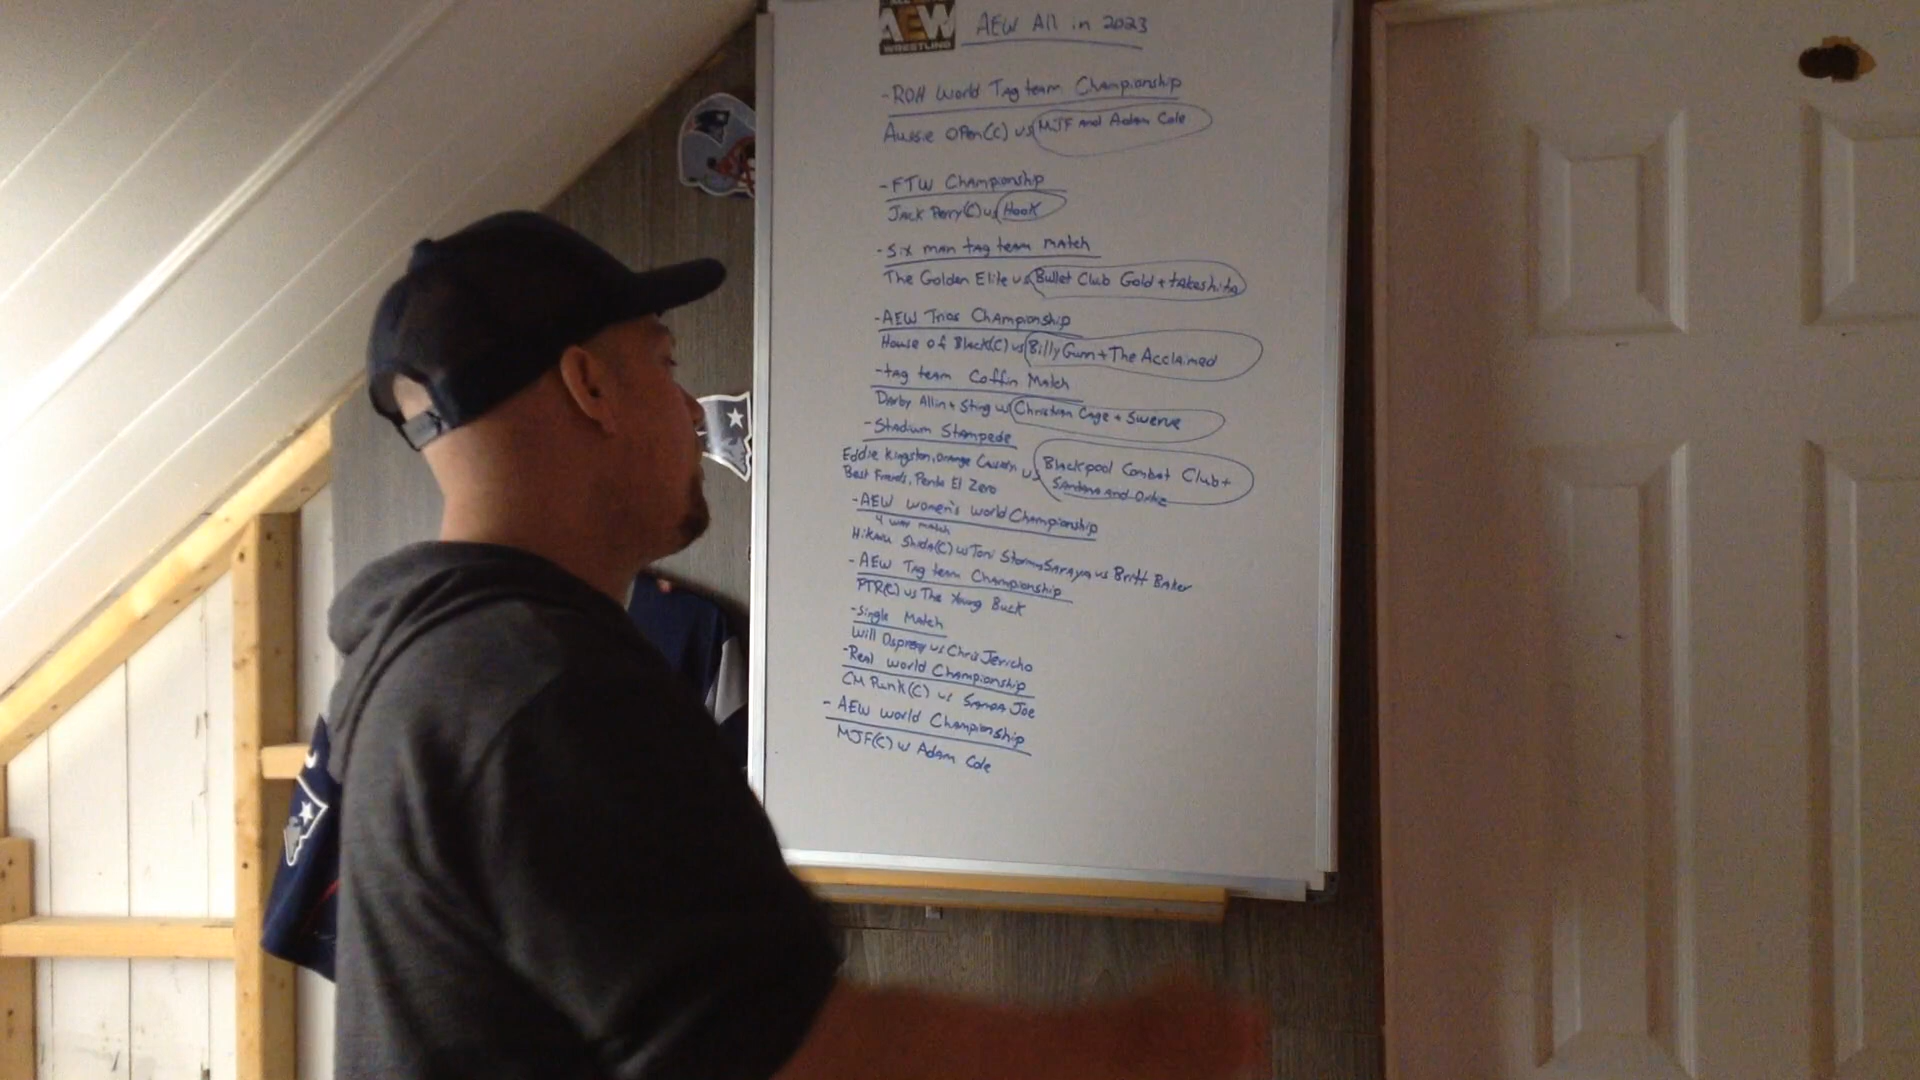 AEW
WRESTLING
AEW All in 2023
- ROH World Tag team Championship
Aussie Open(C) vs MJF and Adam Cole
- FTW Championship
Jack Perry(C) vs Hook
- Six man tag team match
The Golden Elite vs Bullet Club Gold + takeshita
- AEW Trios Championship
House of Black(C) vs Billy Gunn + The Acclaimed
- tag team Coffin Match
Darby Allin + Sting vs Christian Cage + Swerve
- Stadium Stampede
Eddie Kingston, Orange Cassidy vs Blackpool Combat Club +
Best Friends, Penta El Zero Santana and Ortiz
- AEW women's world Championship
4 way match
Hikaru Shida(C) vs Toni Storm vs Saraya vs Britt Baker
- AEW Tag team Championship
FTR(C) vs The Young Buck
- Single Match
Will Ospreay vs Chris Jericho
- Real world Championship
CM Punk(C) vs Samoa Joe
- AEW world Championship
MJF(C) vs Adam Cole